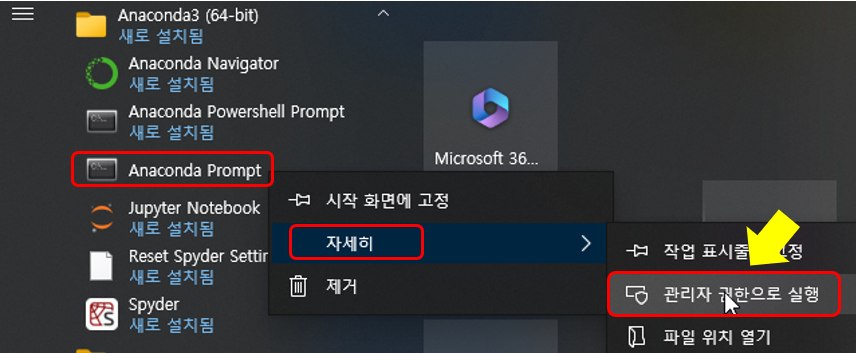 Anaconda3 (64-bit)
새로 설치됨
Anaconda Navigator
새로 설치됨
Anaconda Powershell Prompt
새로 설치됨
Microsoft 36...
Anaconda Prompt
시작 화면에 고정
Jupyter Notebook
새로 설치됨
자세히
작업 표시줄
Reset Spyder Settin
새로 설치됨
제거
관리자 권한으로 실행
Spyder
새로 설치됨
파일 위치 열기